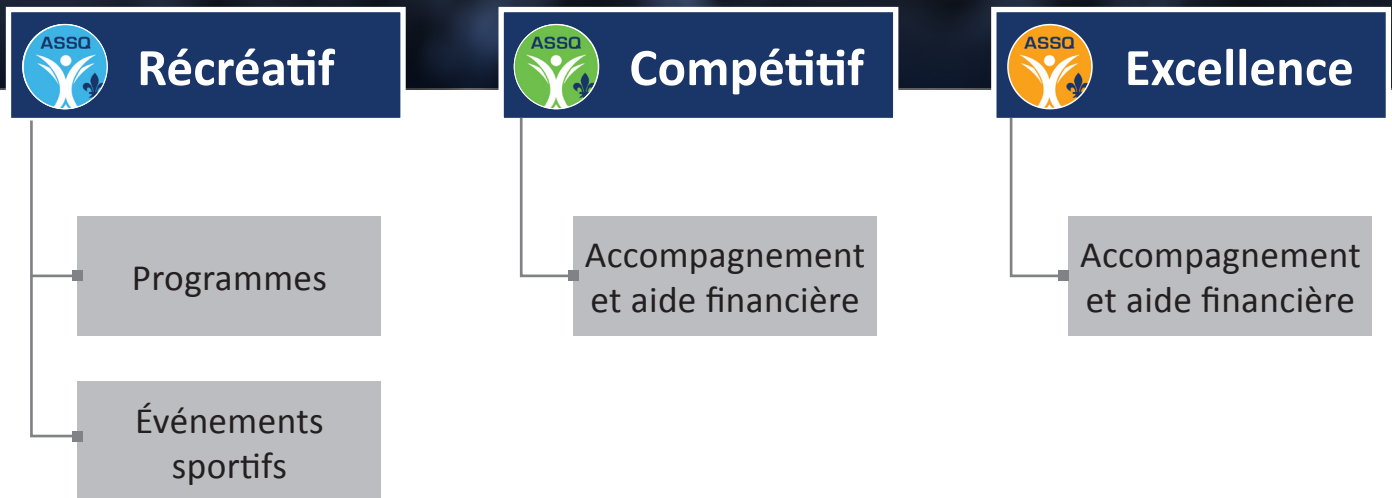 ASSQ
Récréatif
Programmes
Événements
sportifs
ASSQ
Compétitif
Accompagnement
et aide financière
ASSQ
Excellence
Accompagnement
et aide financière